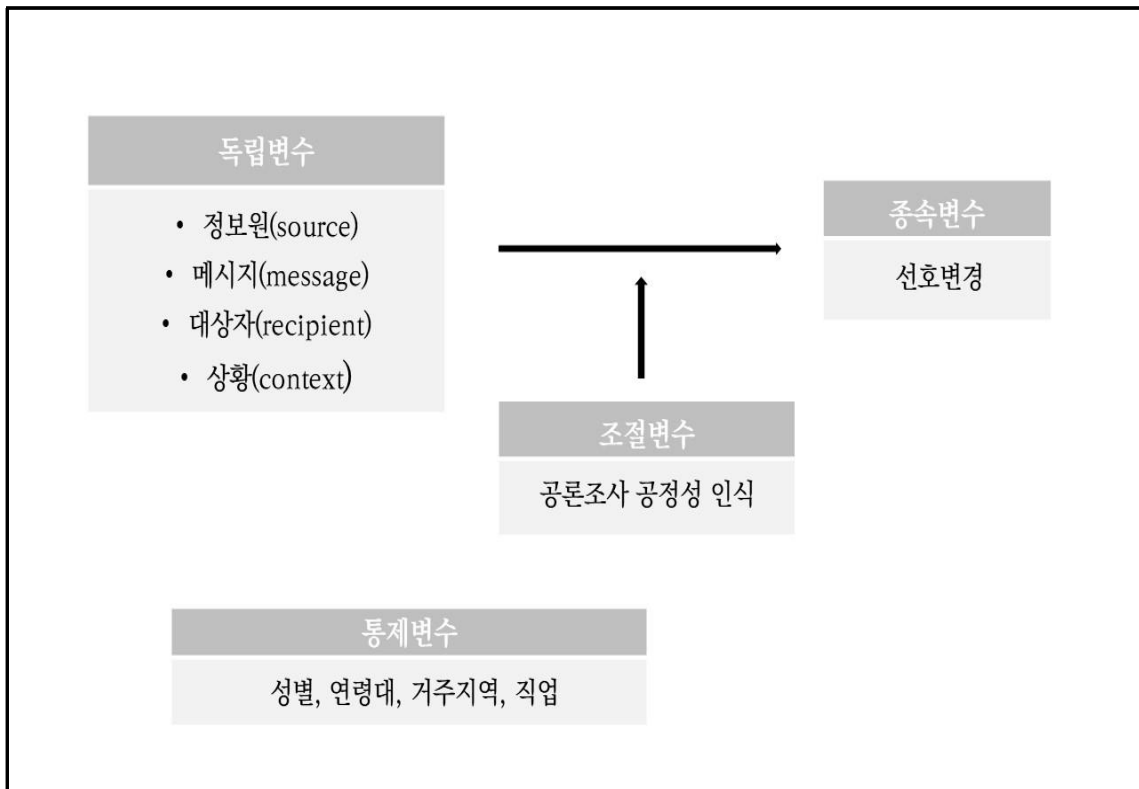 독립변수
• 정보원(source)
• 메시지(message)
• 대상자(recipient)
• 상황(context)
종속변수
선호변경
조절변수
공론조사 공정성 인식
통제변수
성별, 연령대, 거주지역, 직업